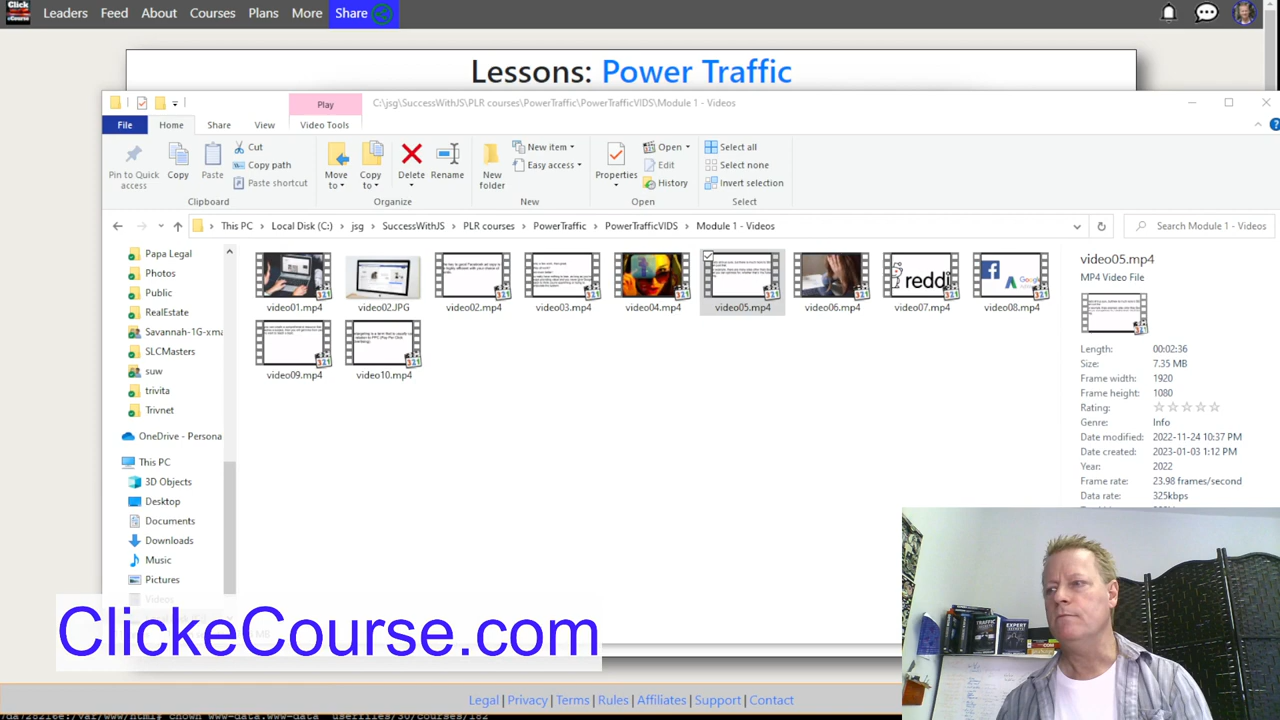 Click
eCourse
Leaders Feed About Courses Plans More Share
Lessons: Power Traffic
Play
C:\jsg\SuccessWithJS\PLR courses\PowerTraffic\PowerTrafficVIDS\Module 1 - Videos
File Home Share View Video Tools
Pin to Quick access
Copy
Paste
Cut
Copy path
Paste shortcut
Clipboard
Move to
Copy to
Delete
Rename
Organize
New folder
New item
Easy access
New
Properties
Open
Edit
History
Open
Select all
Select none
Invert selection
Select
This PC > Local Disk (C:) > jsg > SuccessWithJS > PLR courses > PowerTraffic > PowerTrafficVIDS > Module 1 - Videos
Search Module 1 - Videos
Papa Legal
Photos
Public
RealEstate
Savannah-1G-xma
SLCMasters
suw
trivita
Trivnet
OneDrive - Persona
This PC
3D Objects
Desktop
Documents
Downloads
Music
Pictures
Videos
reddi
video01.mp4 video02.JPG video02.mp4 video03.mp4 video04.mp4 video05.mp4 video06.mp4 video07.mp4 video08.mp4
video09.mp4 video10.mp4
video05.mp4
MP4 Video File
Length: 00:02:36
Size: 7.35 MB
Frame width: 1920
Frame height: 1080
Rating:
Genre: Info
Date modified: 2022-11-24 10:37 PM
Date created: 2023-01-03 1:12 PM
Year: 2022
Frame rate: 23.98 frames/second
Data rate: 325kbps
ClickeCourse.com
TRAFFIC
EXPERT
Legal | Privacy | Terms | Rules | Affiliates | Support | Contact